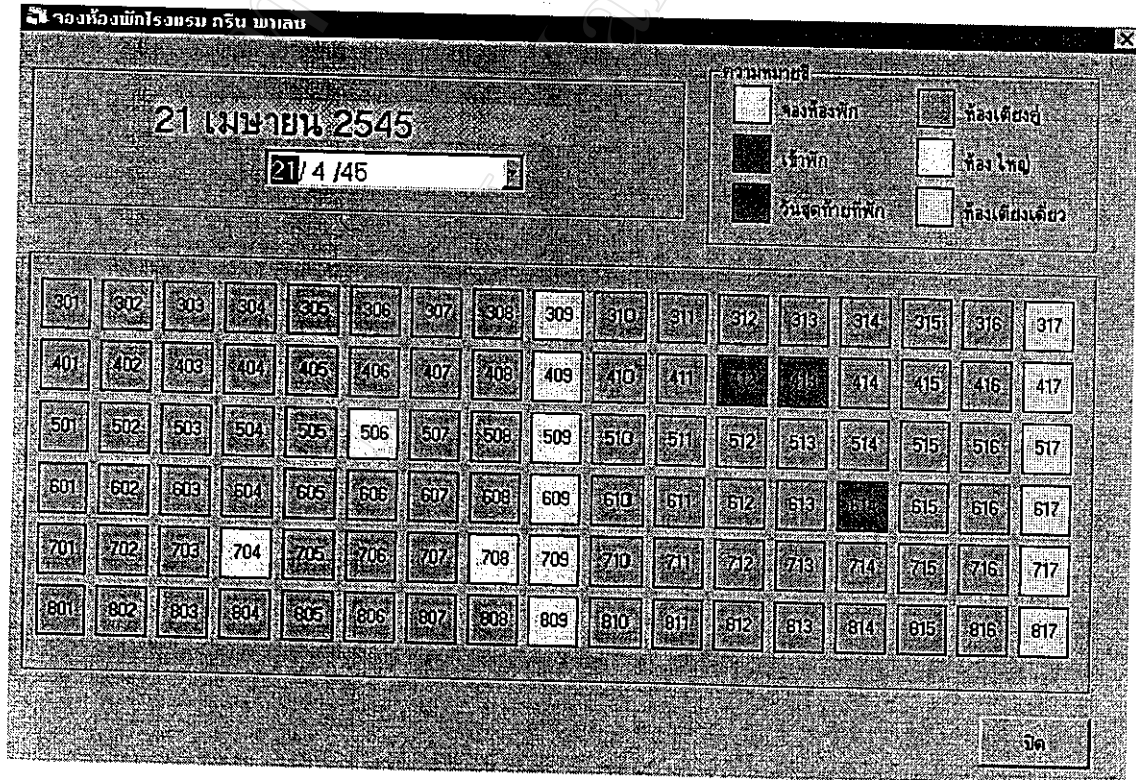 จองห้องพักโรงแรม กรีน พาเลซ
21 เมษายน 2545
21/ 4 /45
ความหมายสี
จองห้องพัก
ห้องเตียงคู่
เข้าพัก
ห้อง ใหญ่
วันสุดท้ายที่พัก
ห้องเตียงเดียว
301 302 303 304 305 306 307 308 309 310 311 312 313 314 315 316 317
401 402 403 404 405 406 407 408 409 410 411 412 413 414 415 416 417
501 502 503 504 505 506 507 508 509 510 511 512 513 514 515 516 517
601 602 603 604 605 606 607 608 609 610 611 612 613 614 615 616 617
701 702 703 704 705 706 707 708 709 710 711 712 713 714 715 716 717
801 802 803 804 805 806 807 808 809 810 811 812 813 814 815 816 817
ปิด